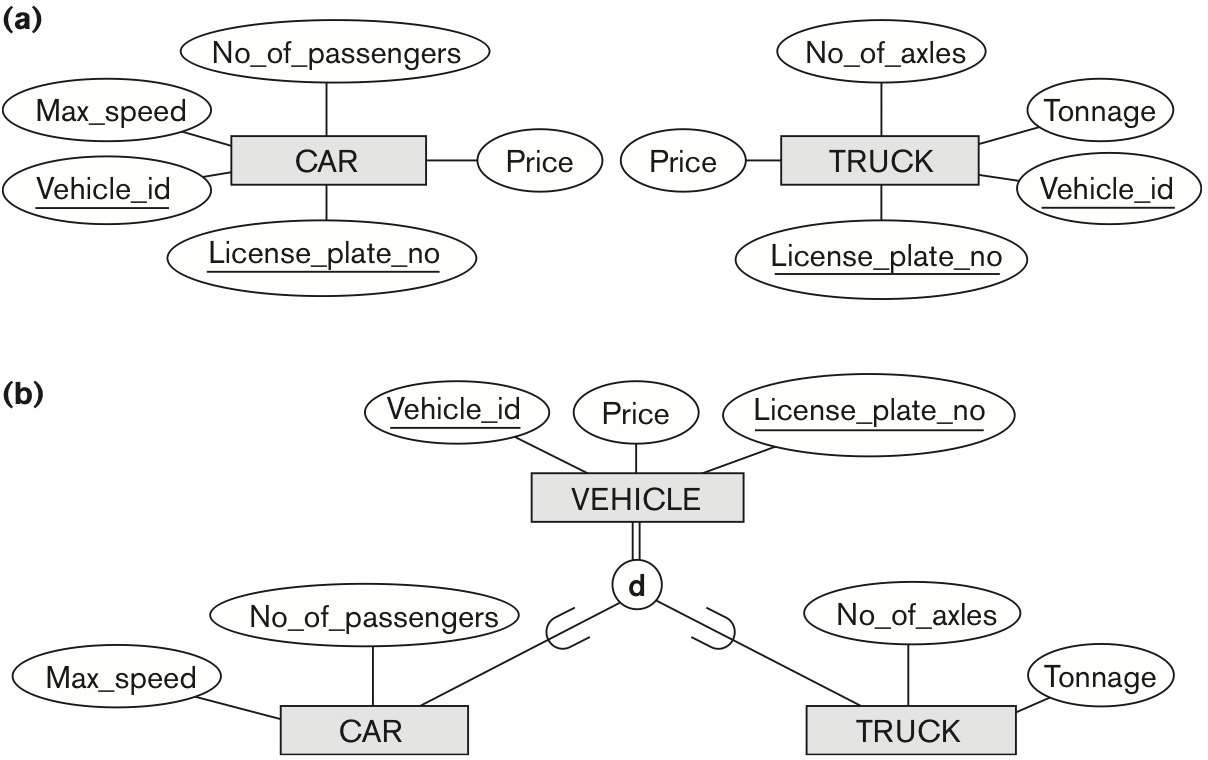 (a)
No_of_passengers
Max_speed
CAR
Price
Vehicle_id
License_plate_no
No_of_axles
Tonnage
Price
TRUCK
Vehicle_id
License_plate_no
(b)
Vehicle_id
Price
License_plate_no
VEHICLE
d
No_of_passengers
Max_speed
CAR
No_of_axles
Tonnage
TRUCK